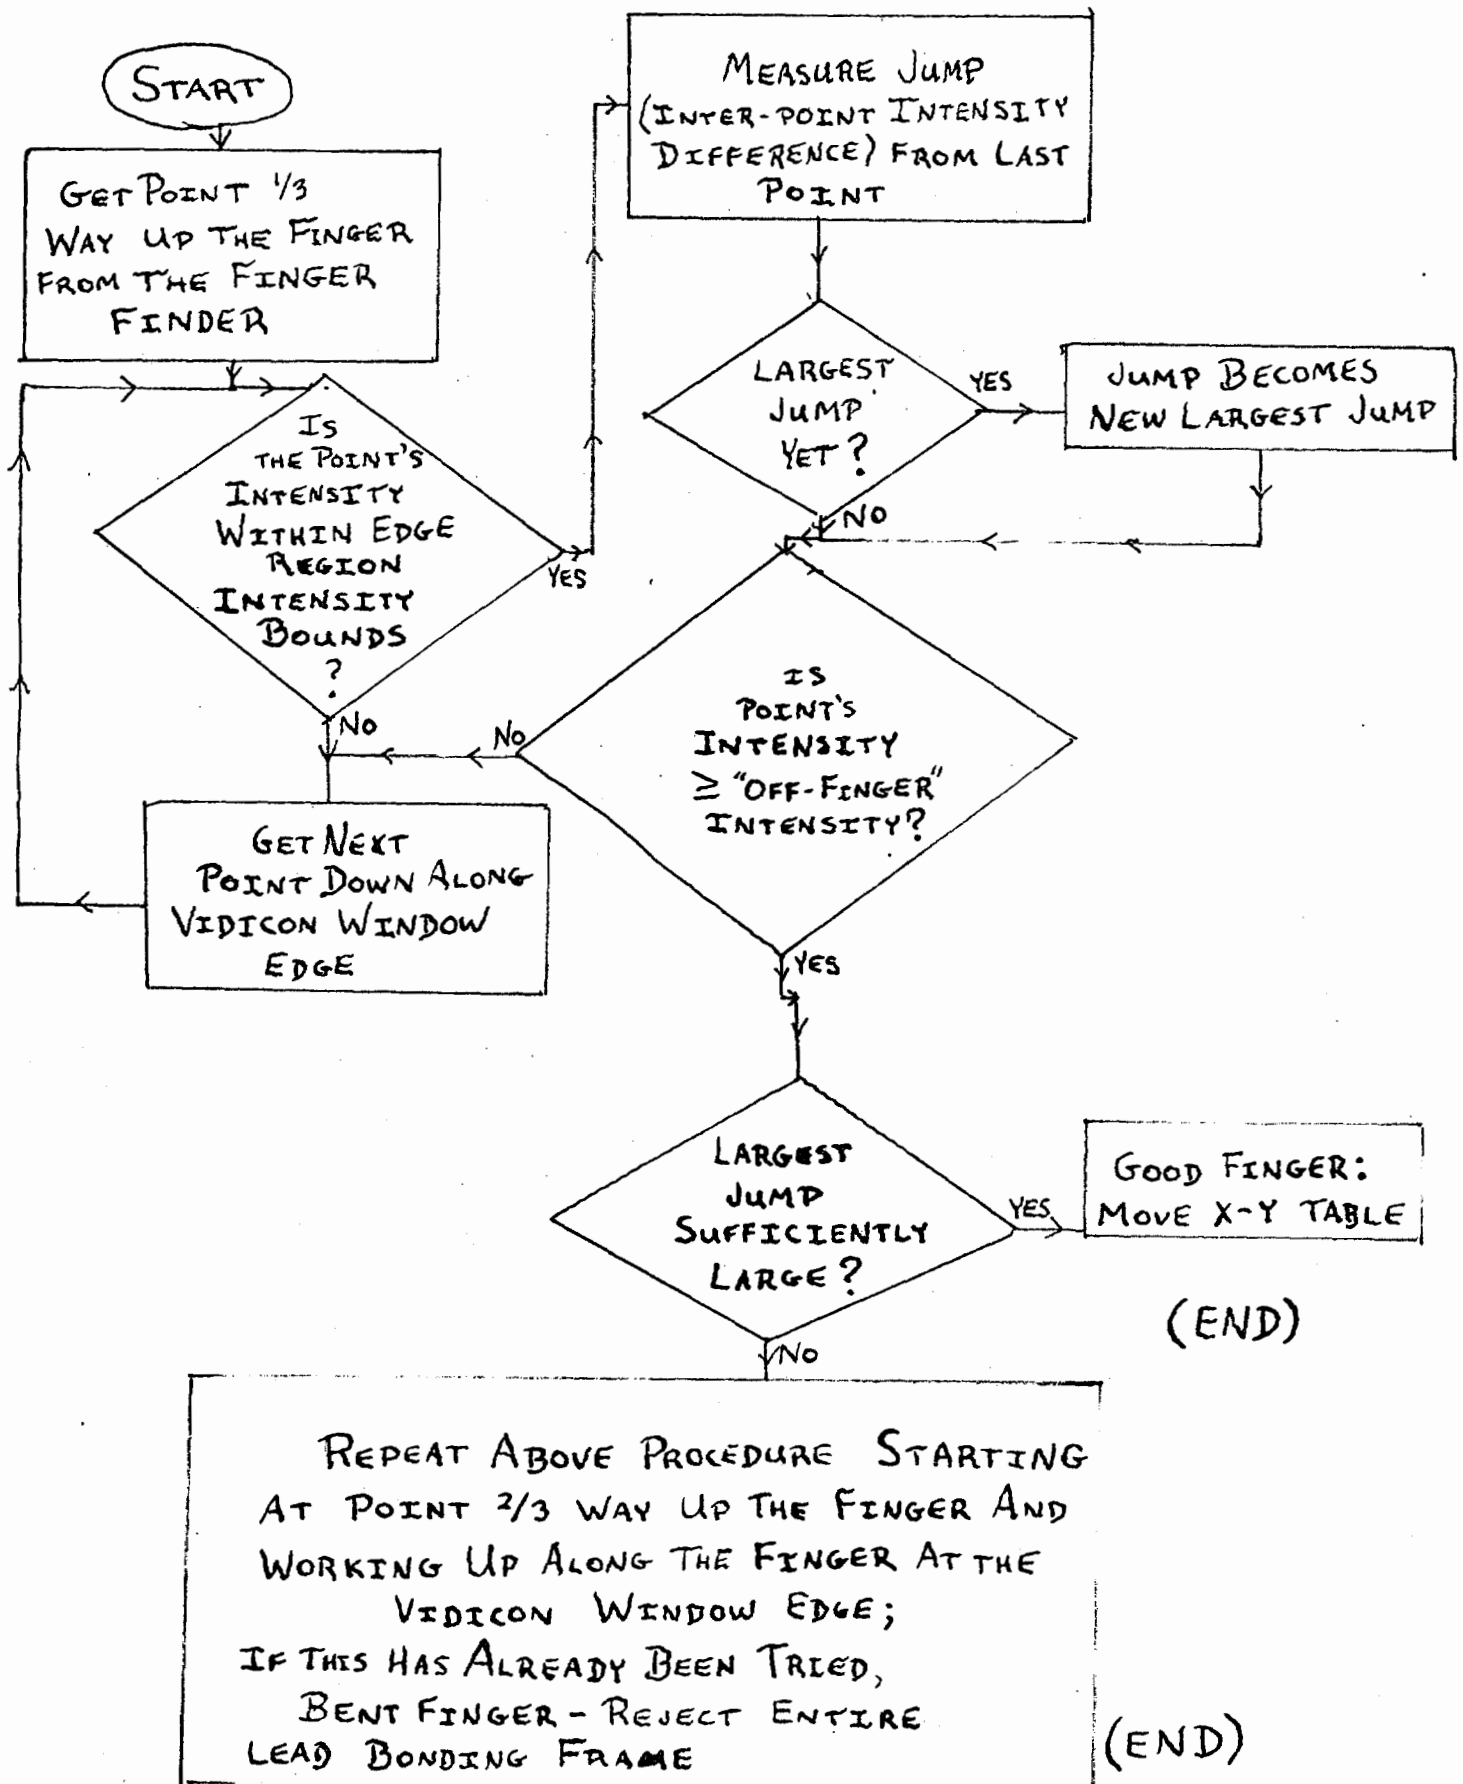 START
GET POINT 1/3
WAY UP THE FINGER
FROM THE FINGER
FINDER
IS
THE POINT'S
INTENSITY
WITHIN EDGE
REGION
INTENSITY
BOUNDS
?
YES
NO
GET NEXT
POINT DOWN ALONG
VIDICON WINDOW
EDGE
MEASURE JUMP
(INTER-POINT INTENSITY
DIFFERENCE) FROM LAST
POINT
LARGEST
JUMP
YET?
YES
JUMP BECOMES
NEW LARGEST JUMP
NO
IS
POINT'S
INTENSITY
≥ "OFF-FINGER"
INTENSITY?
NO
YES
LARGEST
JUMP
SUFFICIENTLY
LARGE?
YES
GOOD FINGER:
MOVE X-Y TABLE
(END)
NO
REPEAT ABOVE PROCEDURE STARTING
AT POINT 2/3 WAY UP THE FINGER AND
WORKING UP ALONG THE FINGER AT THE
VIDICON WINDOW EDGE;
IF THIS HAS ALREADY BEEN TRIED,
BENT FINGER - REJECT ENTIRE
LEAD BONDING FRAME
(END)